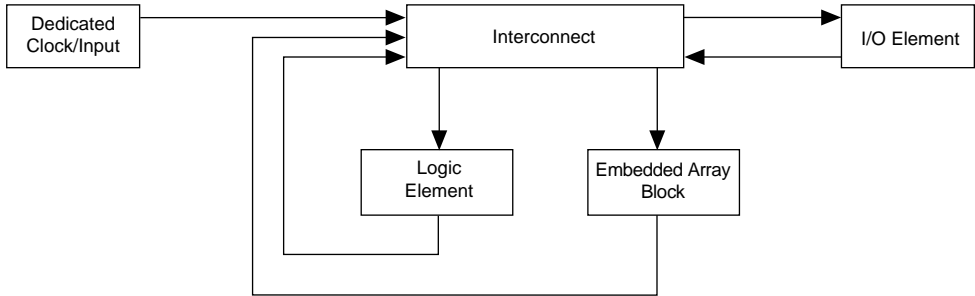 Dedicated
Clock/Input
Interconnect
I/O Element
Logic
Element
Embedded Array
Block